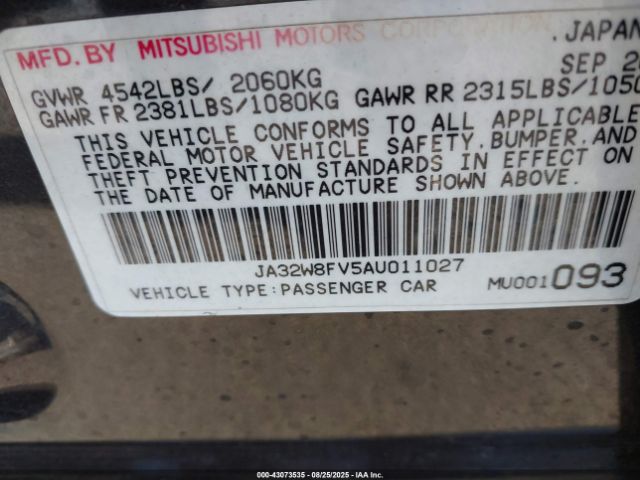 MFD.BY MITSUBISHI MOTORS CORPORATION .JAPAN
SEP
GVWR 4542LBS/ 2060KG
GAWR FR 2381LBS/1080KG GAWR RR 2315LBS/1050
THIS VEHICLE CONFORMS TO ALL APPLICABLE
FEDERAL MOTOR VEHICLE SAFETY,BUMPER,AND
THEFT PREVENTION STANDARDS IN EFFECT ON
THE DATE OF MANUFACTURE SHOWN ABOVE.
JA32W8FV5AU011027
VEHICLE TYPE:PASSENGER CAR MU001093
000-43073535 - 08/25/2025 - IAA Inc.